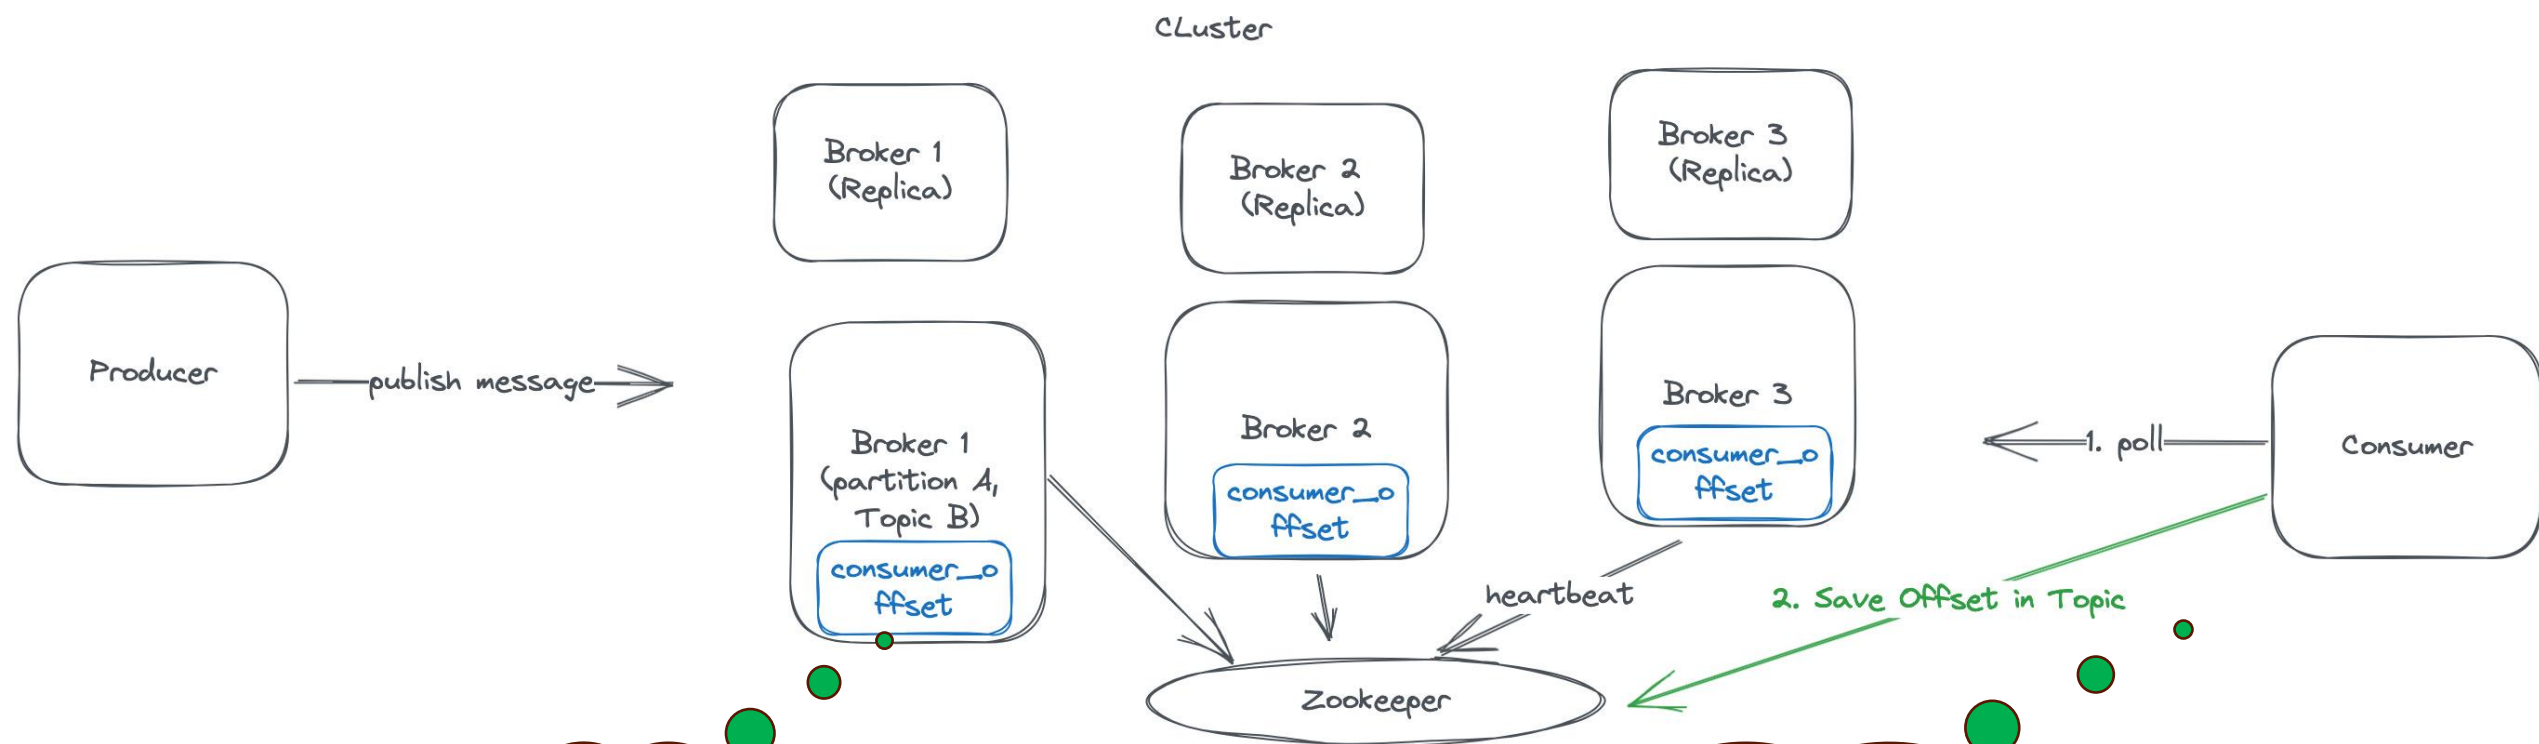 CLuster
Broker 1
(Replica)
Broker 2
(Replica)
Broker 3
(Replica)
Producer
publish message
Broker 1
(partition A,
Topic B)
consumer_o
ffset
Broker 2
consumer_o
ffset
Broker 3
consumer_o
ffset
1. poll
Consumer
heartbeat
2. Save Offset in Topic
Zookeeper